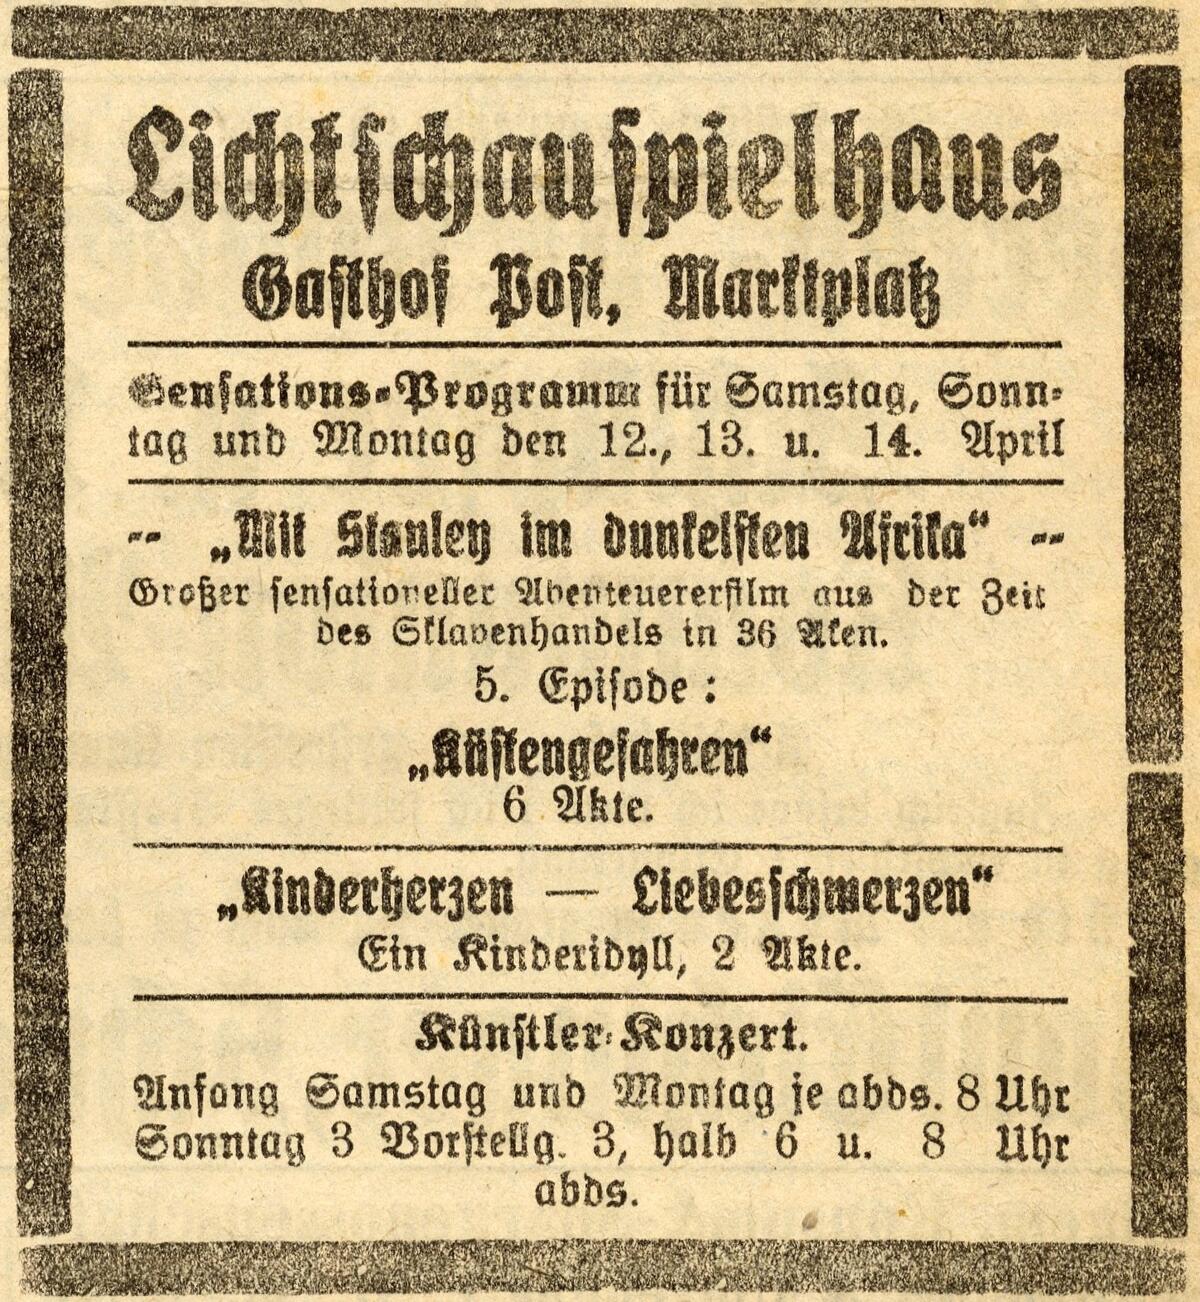 Lichtschauspielhaus
Gasthof Post, Marktplatz
Sensations-Programm für Samstag, Sonn-
tag und Montag den 12., 13. u. 14. April
-- „Mit Stanley im dunkelsten Afrika“ --
Großer sensationeller Abenteuererfilm aus der Zeit
des Sklavenhandels in 36 Aken.
5. Episode:
„Küstengefahren“
6 Akte.
„Kinderherzen — Liebesschmerzen“
Ein Kinderidyll, 2 Akte.
Künstler-Konzert.
Anfang Samstag und Montag je abds. 8 Uhr
Sonntag 3 Vorstellg. 3, halb 6 u. 8 Uhr
abds.